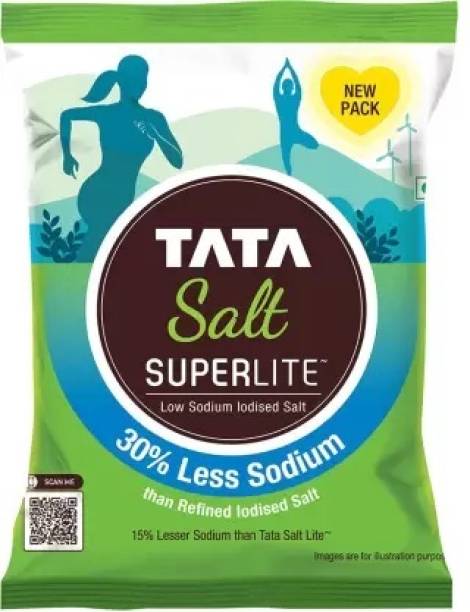 NEW
PACK
TATA
Salt
SUPERLITE™
Low Sodium Iodised Salt
30% Less Sodium
than Refined Iodised Salt
SCAN ME
15% Lesser Sodium than Tata Salt Lite™
Images are for illustration